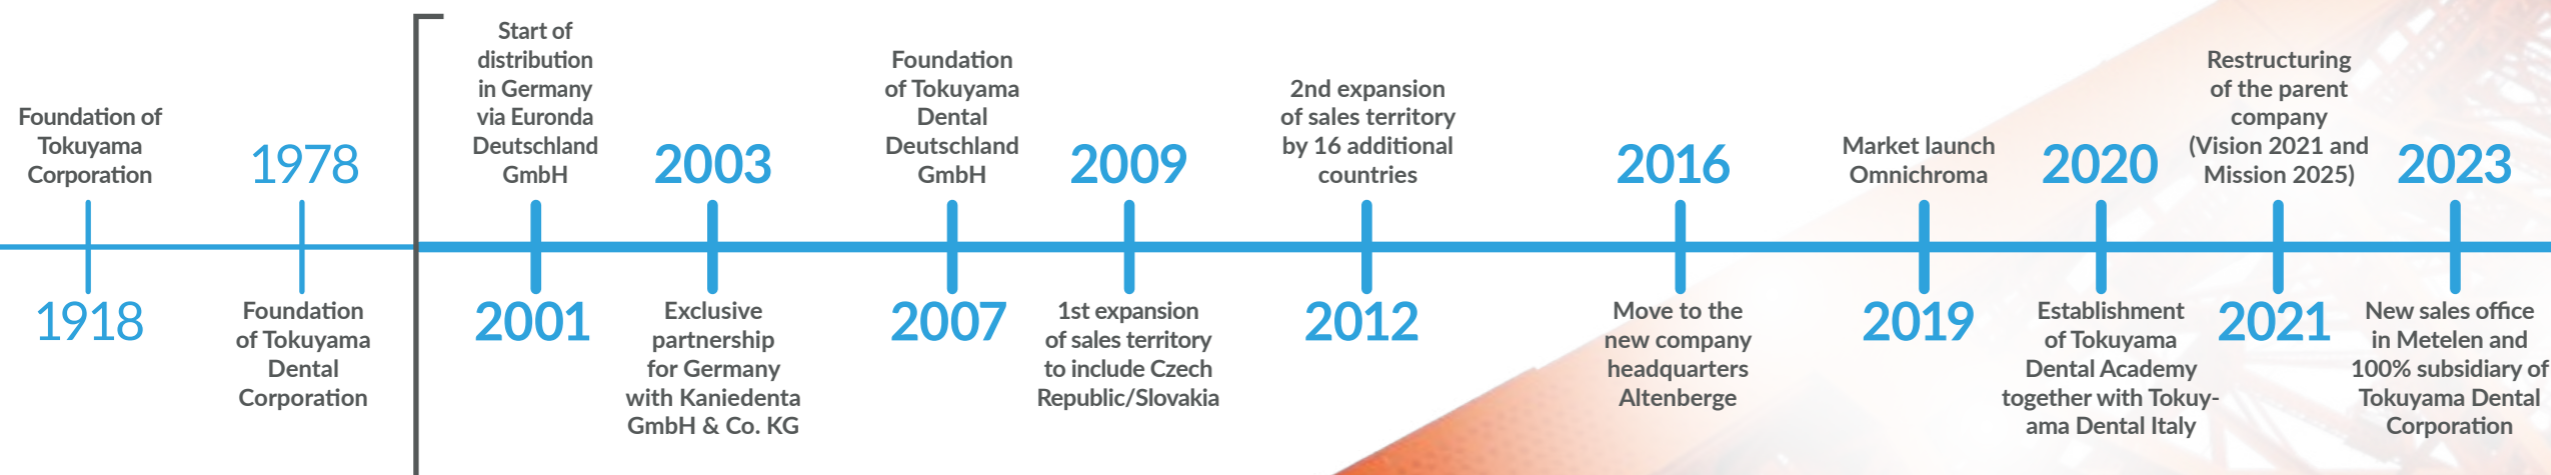 Foundation of
Tokuyama
Corporation
1918
1978
Foundation
of Tokuyama
Dental
Corporation
Start of
distribution
in Germany
via Euronda
Deutschland
GmbH
2001
2003
Exclusive
partnership
for Germany
with Kaniedenta
GmbH & Co. KG
Foundation
of Tokuyama
Dental
Deutschland
GmbH
2007
2009
1st expansion
of sales territory
to include Czech
Republic/Slovakia
2nd expansion
of sales territory
by 16 additional
countries
2012
2016
Move to the
new company
headquarters
Altenberge
Market launch
Omnichroma
2019
2020
Establishment
of Tokuyama
Dental Academy
together with Tokuy-
ama Dental Italy
Restructuring
of the parent
company
(Vision 2021 and
Mission 2025)
2021
2023
New sales office
in Metelen and
100% subsidiary of
Tokuyama Dental
Corporation